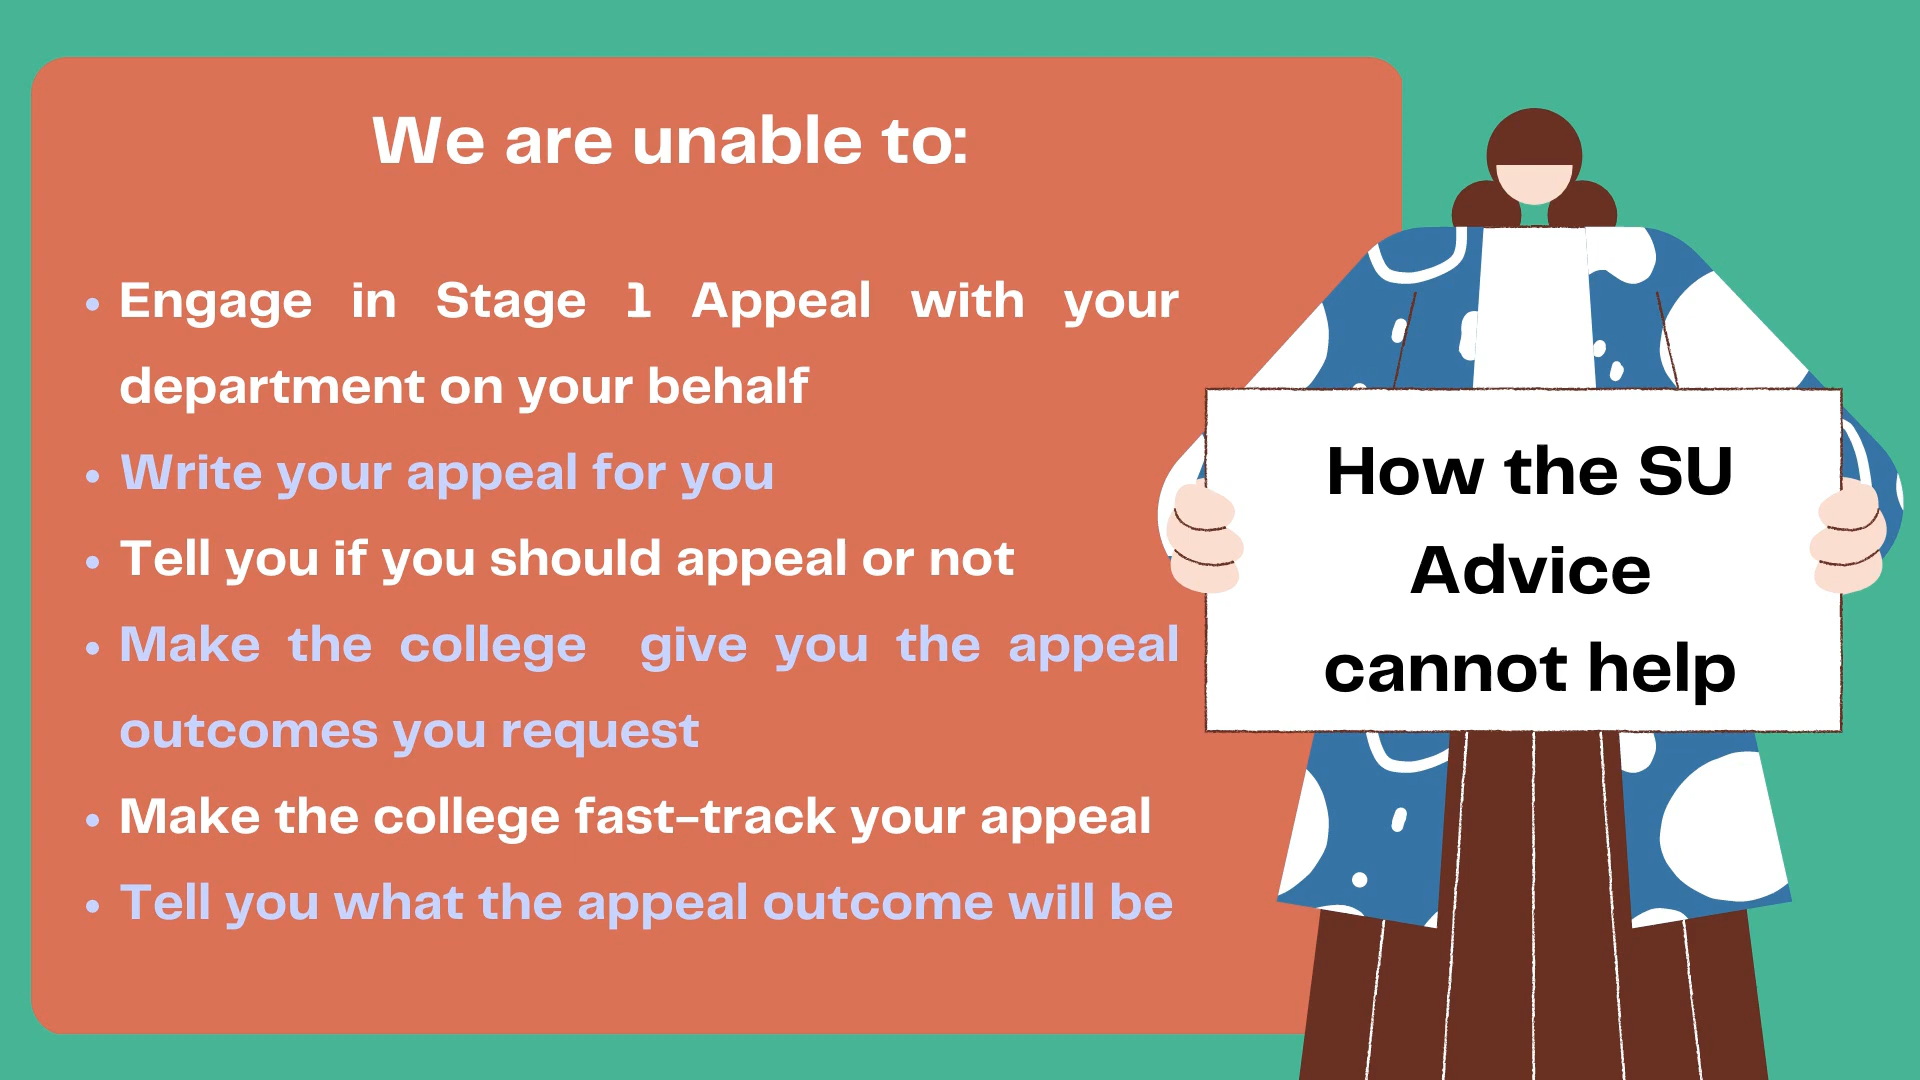 We are unable to:
• Engage in Stage 1 Appeal with your
department on your behalf
• Write your appeal for you
• Tell you if you should appeal or not
• Make the college give you the appeal
outcomes you request
• Make the college fast-track your appeal
• Tell you what the appeal outcome will be
How the SU
Advice
cannot help